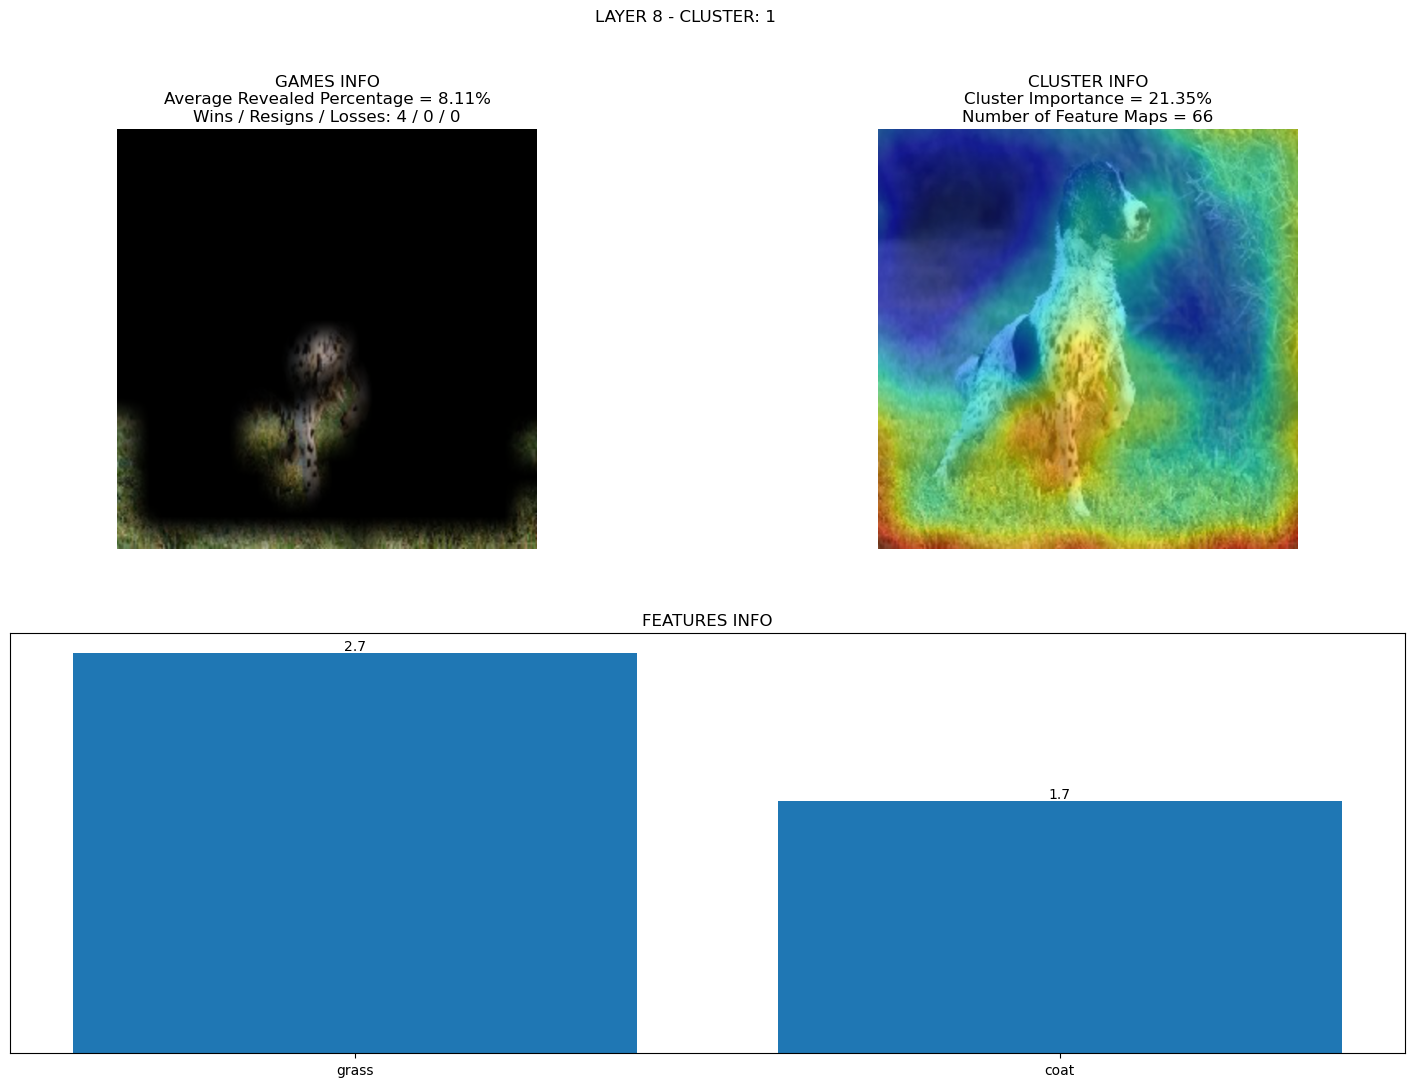 LAYER 8 - CLUSTER: 1
GAMES INFO
Average Revealed Percentage = 8.11%
Wins / Resigns / Losses: 4 / 0 / 0
CLUSTER INFO
Cluster Importance = 21.35%
Number of Feature Maps = 66
FEATURES INFO
2.7
1.7
grass
coat